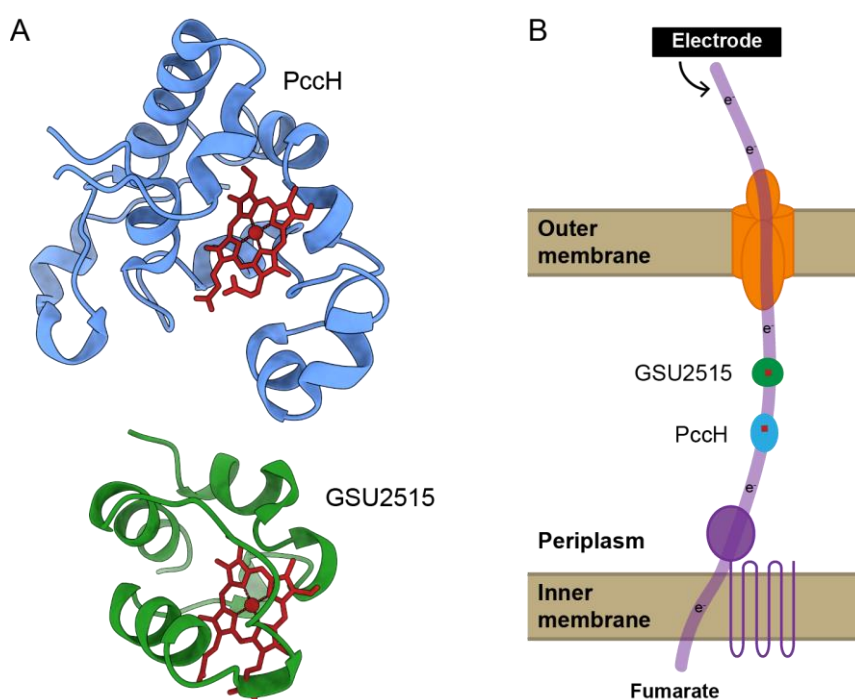 A
PccH
GSU2515
B
Electrode
e-
e-
Outer
membrane
e-
GSU2515
PccH
e-
Periplasm
Inner
membrane
e-
Fumarate